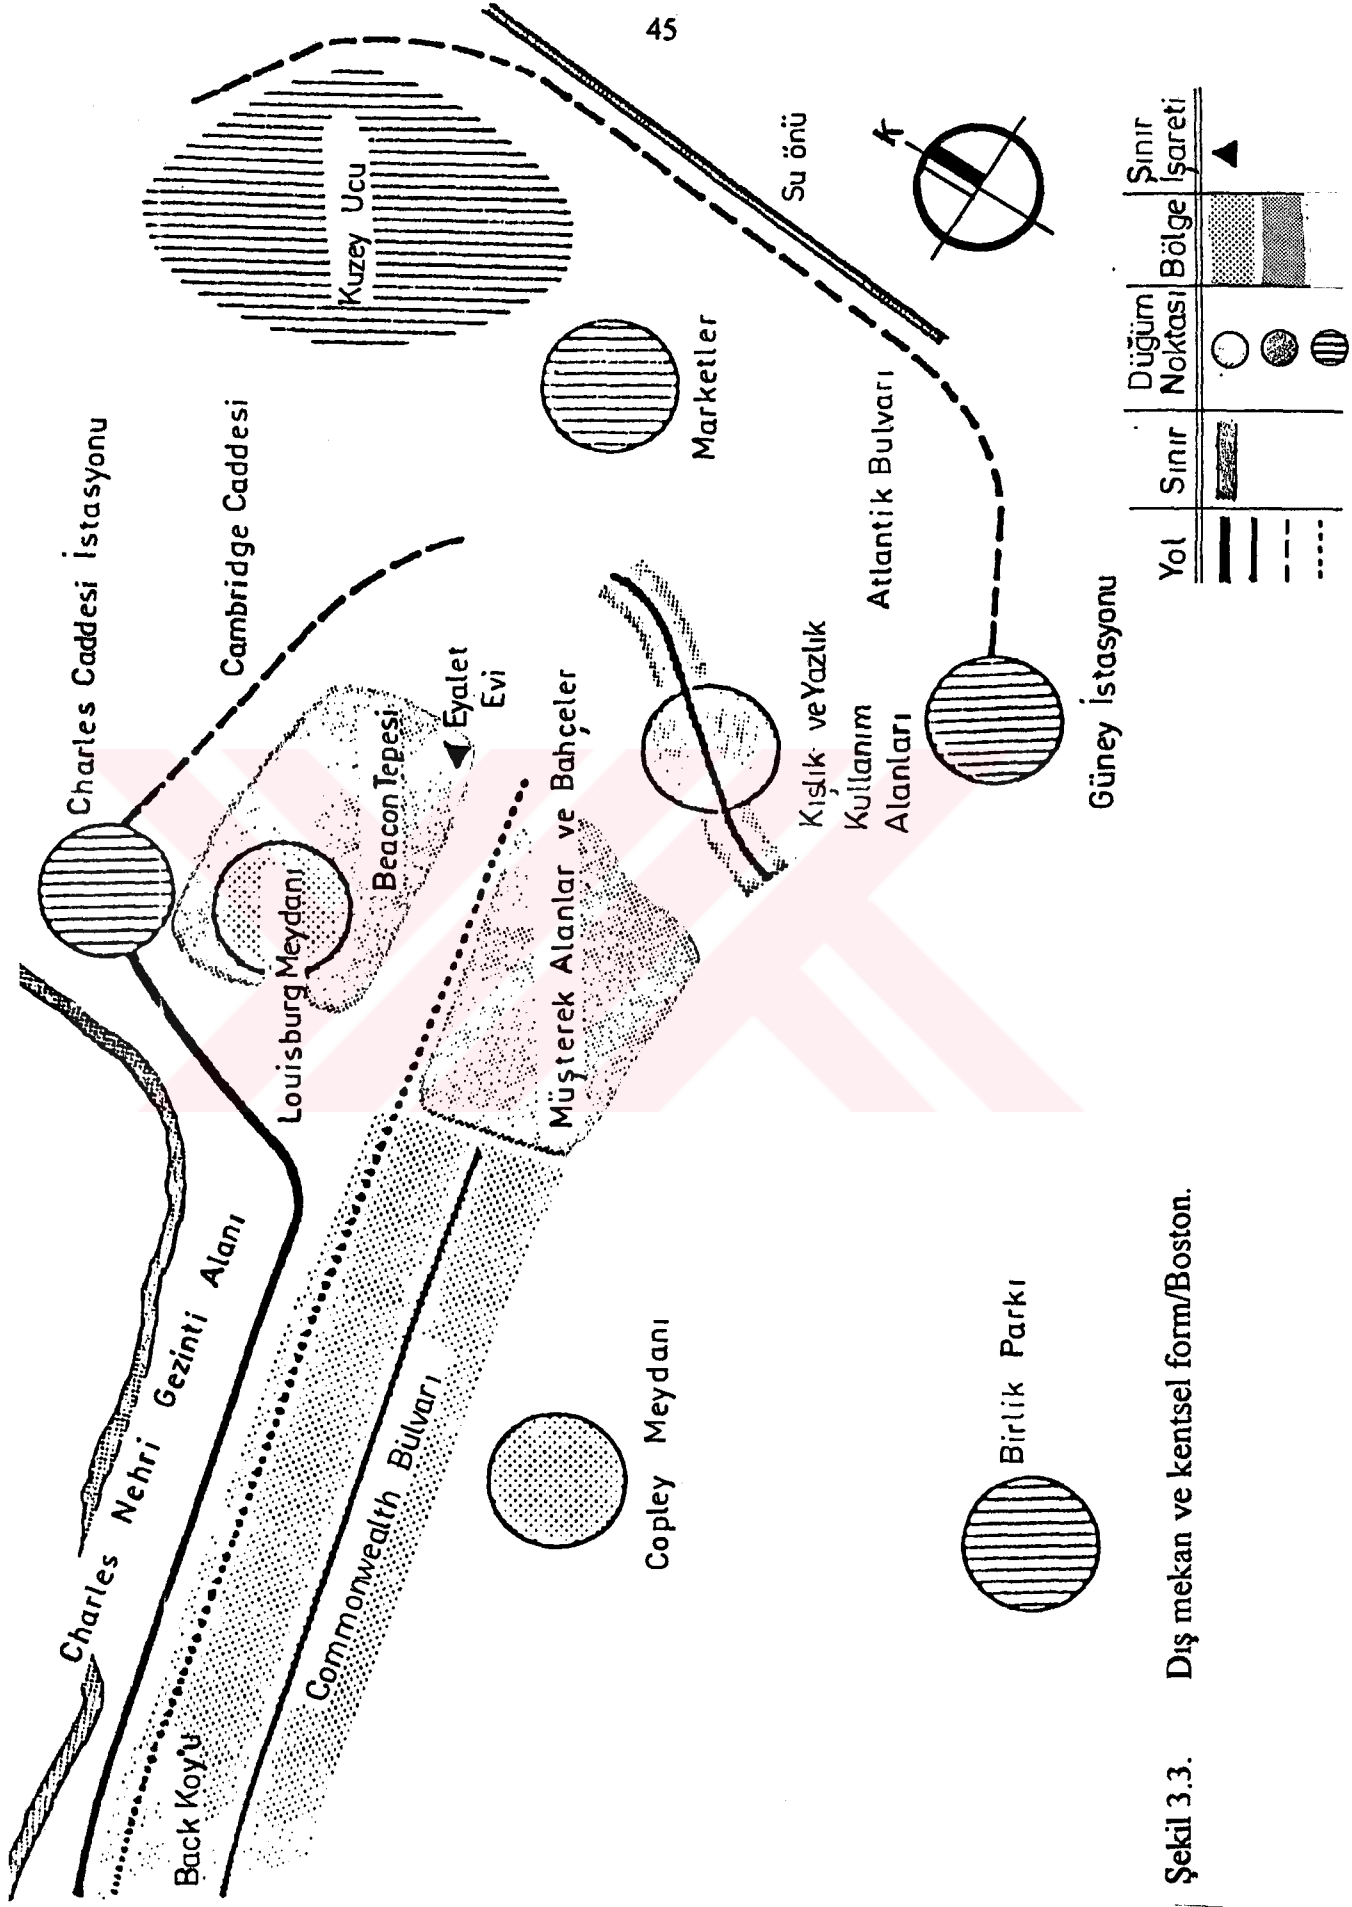 45
Charles Caddesi İstasyonu
Cambridge Caddesi
Kuzey Ucu
Marketler
Su önü
K
Charles Nehri Gezinti Alanı
Louisburg Meydanı
Beacon Tepesi
Eyalet
Evi
Müşterek Alanlar ve Bahçeler
Back Koy'u
Commonwealth Bulvarı
Copley Meydanı
Kışlık ve Yazlık
Kullanım
Alanları
Atlantik Bulvarı
Güney İstasyonu
Birlik Parkı
Yol
Sınır
Düğüm
Noktası
Bölge
Şınır
İşareti
Şekil 3.3. Dış mekan ve kentsel form/Boston.